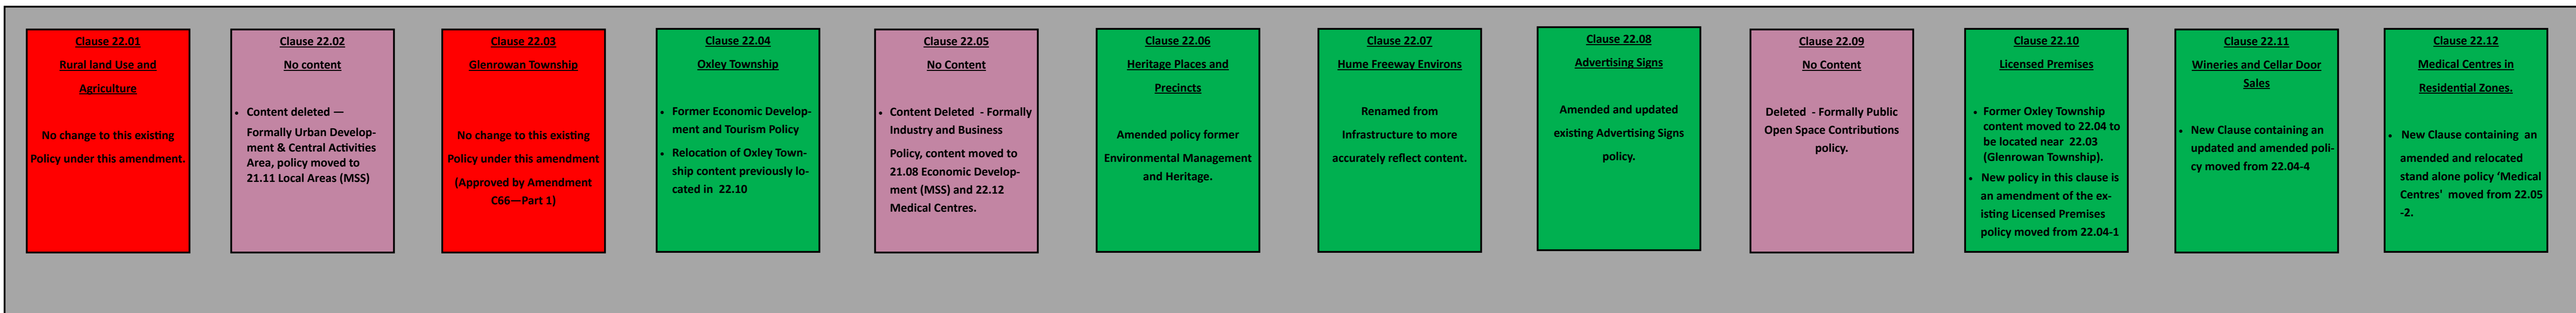 Clause 22.01
Rural land Use and
Agriculture
No change to this existing
Policy under this amendment.
Clause 22.02
No content
• Content deleted —
Formally Urban Develop-
ment & Central Activities
Area, policy moved to
21.11 Local Areas (MSS)
Clause 22.03
Glenrowan Township
No change to this existing
Policy under this amendment
(Approved by Amendment
C66—Part 1)
Clause 22.04
Oxley Township
• Former Economic Develop-
ment and Tourism Policy
• Relocation of Oxley Town-
ship content previously lo-
cated in 22.10
Clause 22.05
No Content
• Content Deleted - Formally
Industry and Business
Policy, content moved to
21.08 Economic Develop-
ment (MSS) and 22.12
Medical Centres.
Clause 22.06
Heritage Places and
Precincts
Amended policy former
Environmental Management
and Heritage.
Clause 22.07
Hume Freeway Environs
Renamed from
Infrastructure to more
accurately reflect content.
Clause 22.08
Advertising Signs
Amended and updated
existing Advertising Signs
policy.
Clause 22.09
No Content
Deleted - Formally Public
Open Space Contributions
policy.
Clause 22.10
Licensed Premises
• Former Oxley Township
content moved to 22.04 to
be located near 22.03
(Glenrowan Township).
• New policy in this clause is
an amendment of the ex-
isting Licensed Premises
policy moved from 22.04-1
Clause 22.11
Wineries and Cellar Door
Sales
• New Clause containing an
updated and amended poli-
cy moved from 22.04-4
Clause 22.12
Medical Centres in
Residential Zones.
• New Clause containing an
amended and relocated
stand alone policy ‘Medical
Centres' moved from 22.05
-2.